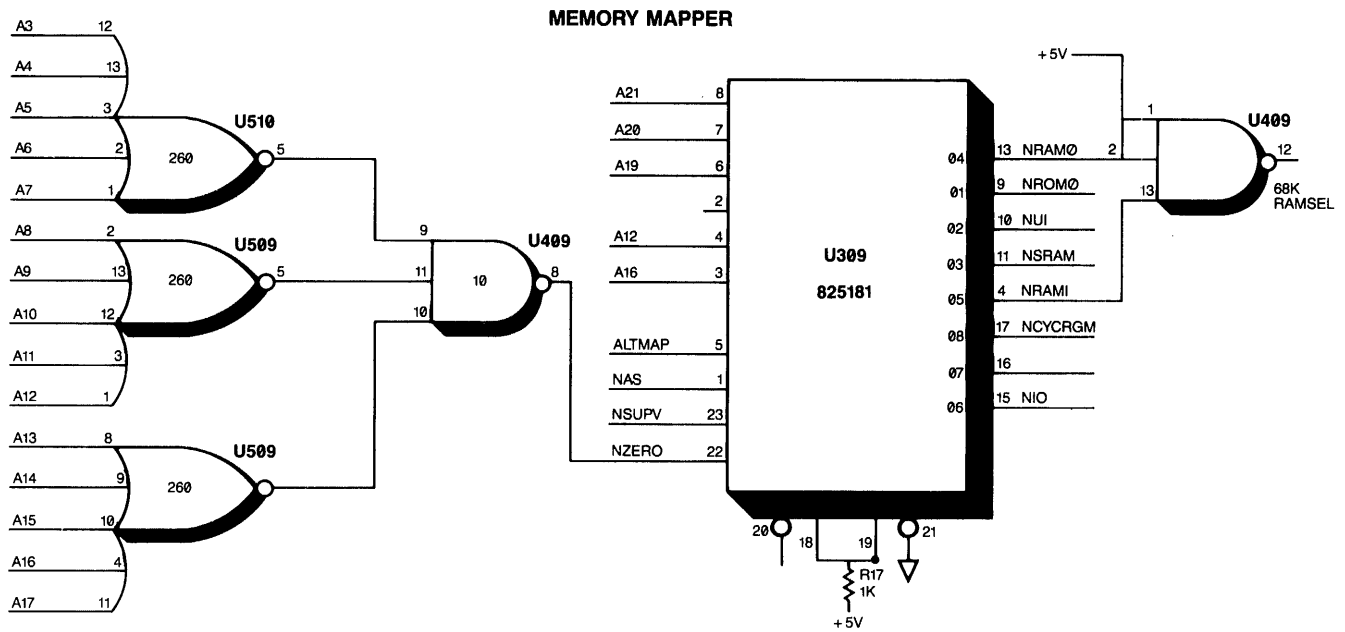 MEMORY MAPPER
A3 12
A4 13
A5 3
A6 2
A7 1
U510
260
5
A8 2
A9 13
A10 12
A11 3
A12 1
U509
260
5
A13 8
A14 9
A15 10
A16 4
A17 11
U509
260
9
11
10
U409
10
8
A21 8
A20 7
A19 6
2
A12 4
A16 3
ALTMAP 5
NAS 1
NSUPV 23
NZERO 22
U309
825181
04 13 NRAMØ 2
01 9 NROMØ
02 10 NUI
03 11 NSRAM
05 4 NRAMI
08 17 NCYCRGM
07 16
06 15 NIO
20
18
19
21
R17
1K
+5V
+5V
1
13
U409
12
68K
RAMSEL